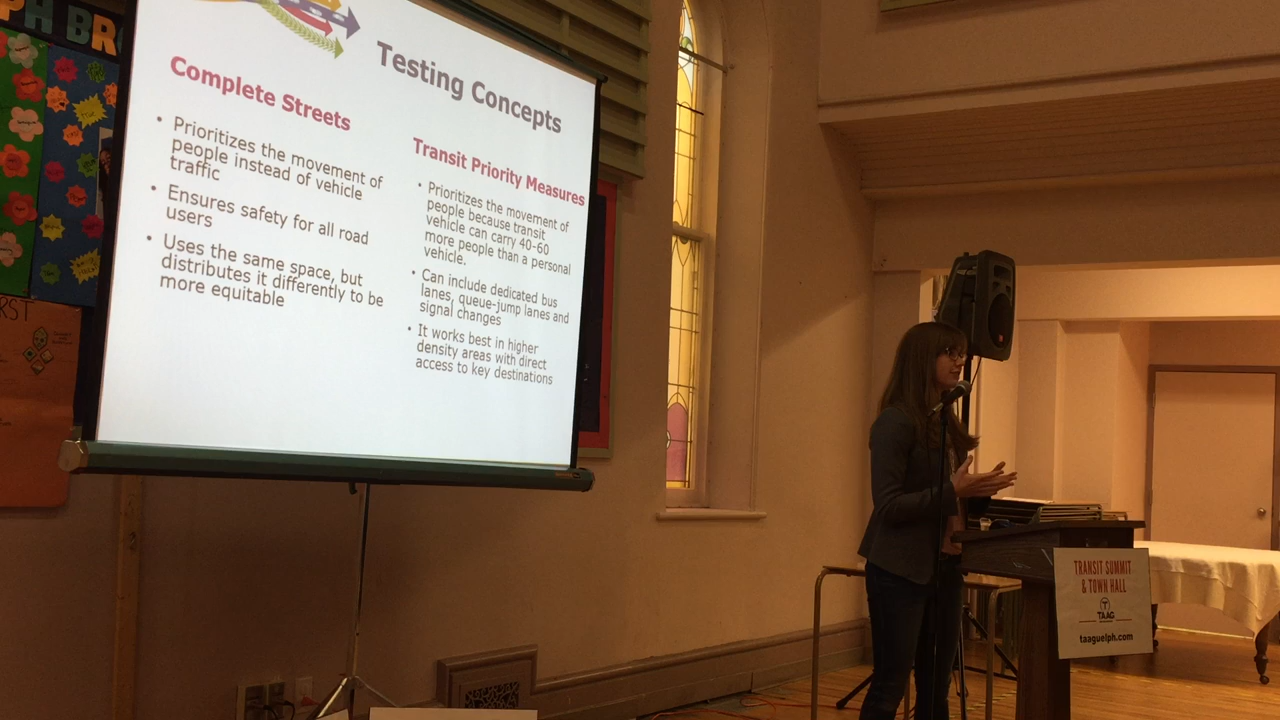 PH BR
Testing Concepts
Complete Streets
• Prioritizes the movement of
people instead of vehicle
traffic
• Ensures safety for all road
users
• Uses the same space, but
distributes it differently to be
more equitable
Transit Priority Measures
• Prioritizes the movement of
people because transit
vehicle can carry 40-60
more people than a personal
vehicle.
• Can include dedicated bus
lanes, queue-jump lanes and
signal changes
• It works best in higher
density areas with direct
access to key destinations
RST
TRANSIT SUMMIT
& TOWN HALL
TAAG
taaguelph.com